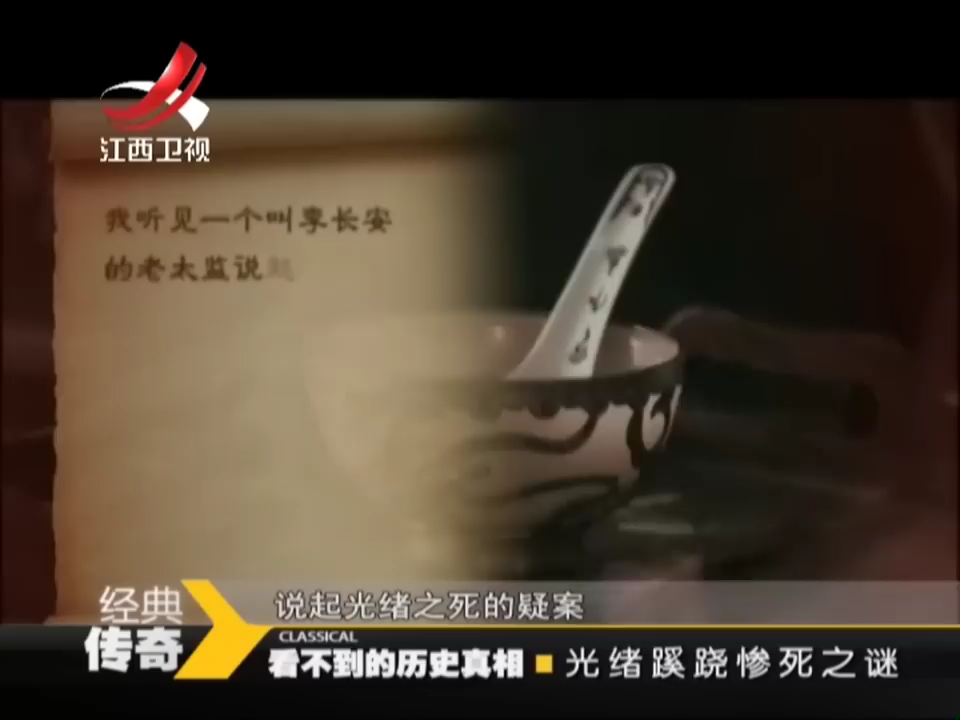 江西卫视
我听见一个叫李长安
的老太监说起
经典
传奇
说起光绪之死的疑案
CLASSICAL
看不到的历史真相 ■ 光绪蹊跷惨死之谜